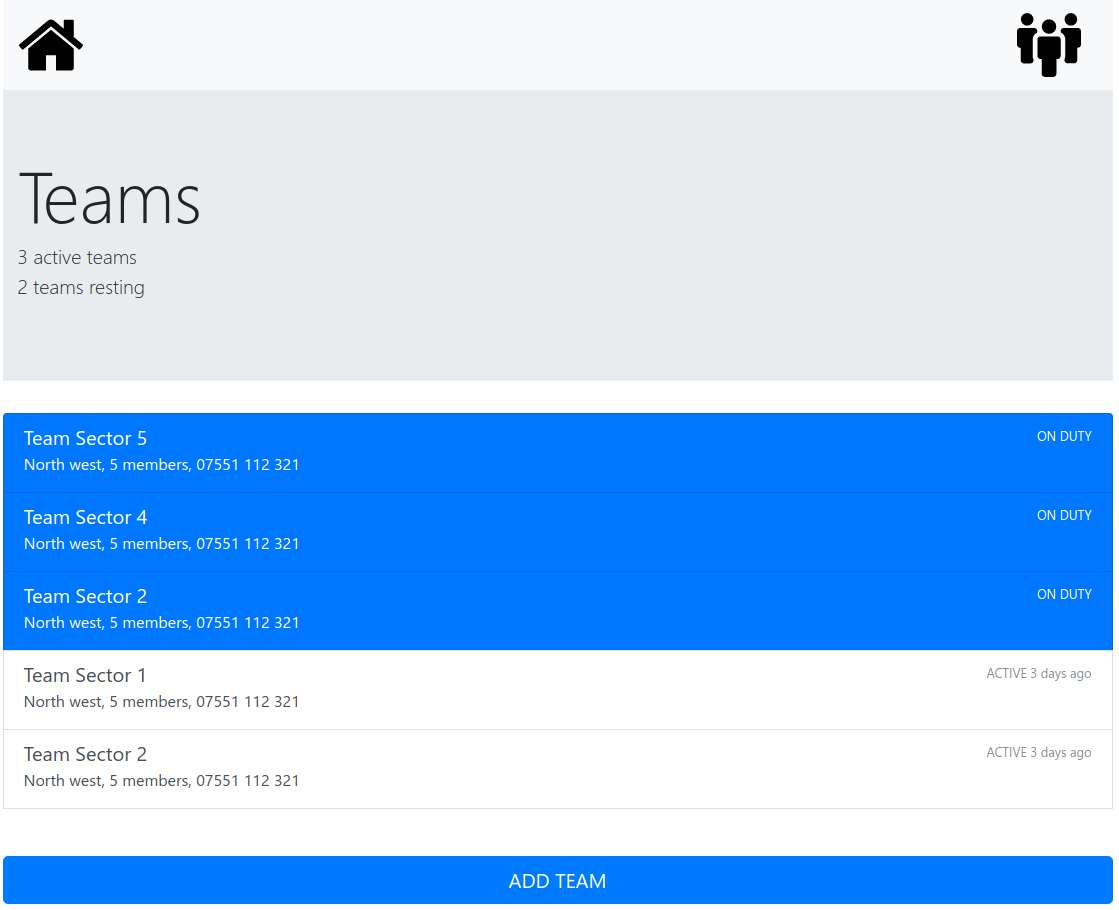 Teams
3 active teams
2 teams resting
Team Sector 5
ON DUTY
North west, 5 members, 07551 112 321
Team Sector 4
ON DUTY
North west, 5 members, 07551 112 321
Team Sector 2
ON DUTY
North west, 5 members, 07551 112 321
Team Sector 1
ACTIVE 3 days ago
North west, 5 members, 07551 112 321
Team Sector 2
ACTIVE 3 days ago
North west, 5 members, 07551 112 321
ADD TEAM